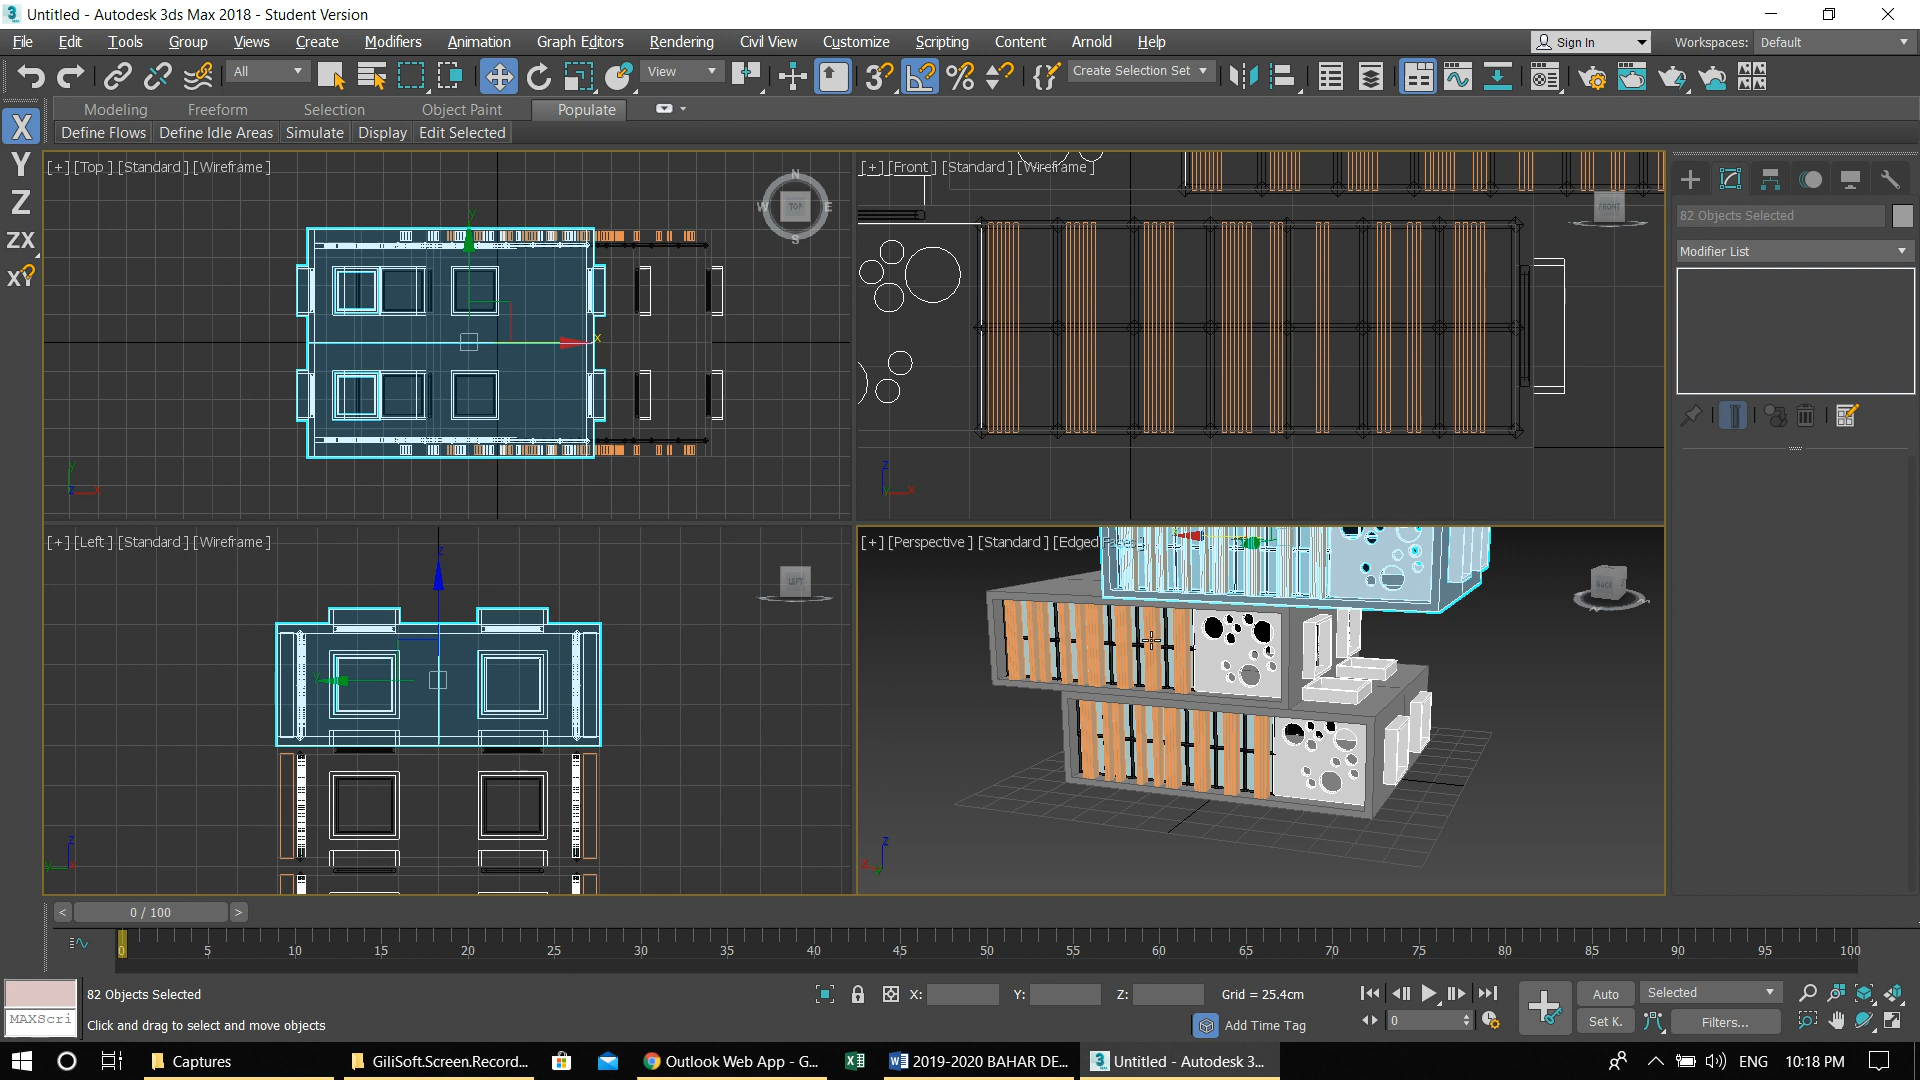 Untitled - Autodesk 3ds Max 2018 - Student Version
File Edit Tools Group Views Create Modifiers Animation Graph Editors Rendering Civil View Customize Scripting Content Arnold Help Sign In Workspaces: Default
All View 3 Create Selection Set
Modeling Freeform Selection Object Paint Populate
Define Flows Define Idle Areas Simulate Display Edit Selected
X
Y
Z
ZX
XY
[+] [Top ] [Standard ] [Wireframe ]
N
W TOP E
S
y
x
y
z x
[+] [Front ] [Standard ] [Wireframe ]
FRONT
z
y x
82 Objects Selected
Modifier List
[+] [Left ] [Standard ] [Wireframe ]
LEFT
z
y
z
y x
[+] [Perspective ] [Standard ] [Edged Faces ]
BACK
z
x y
< 0 / 100 >
0 5 10 15 20 25 30 35 40 45 50 55 60 65 70 75 80 85 90 95 100
82 Objects Selected X: Y: Z: Grid = 25.4cm Auto Selected
MAXScri Click and drag to select and move objects Add Time Tag 0 Set K. Filters...
Captures GiliSoft.Screen.Record... Outlook Web App - G... 2019-2020 BAHAR DE... Untitled - Autodesk 3... ENG 10:18 PM